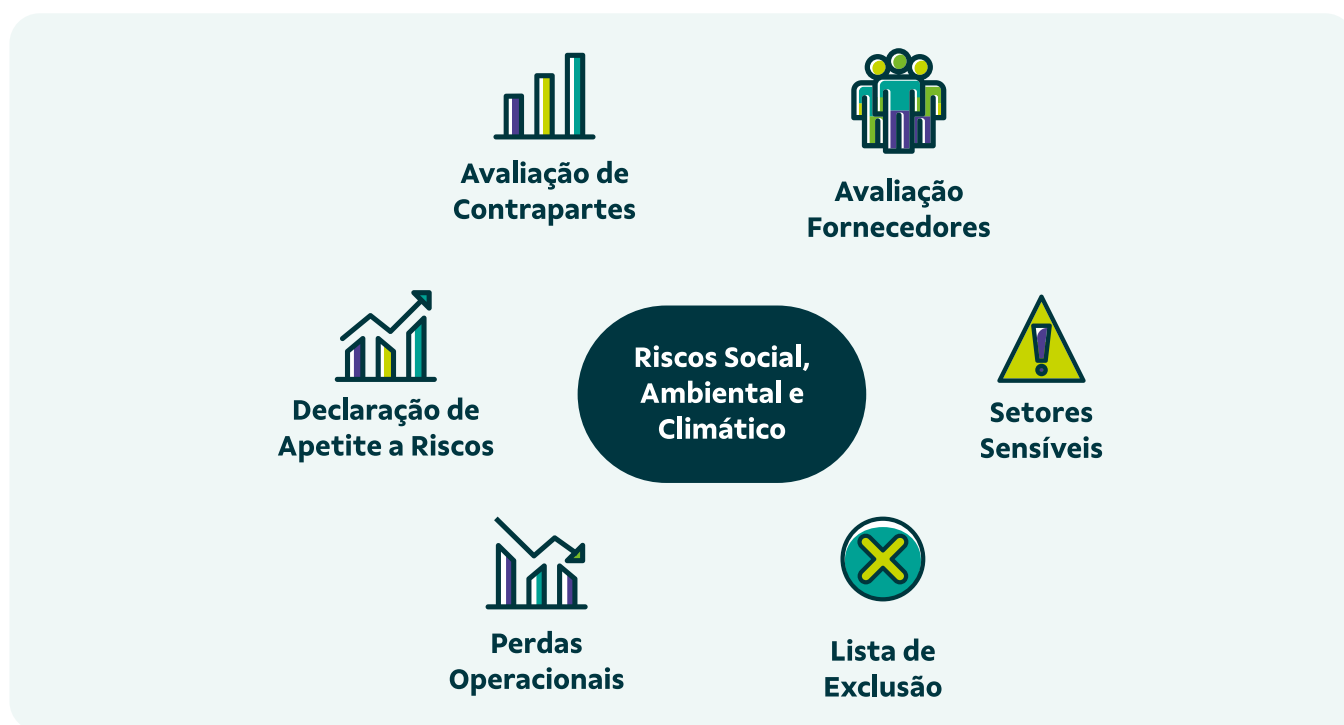 Avaliação de
Contrapartes
Avaliação
Fornecedores
Declaração de
Apetite a Riscos
Riscos Social,
Ambiental e
Climático
Setores
Sensíveis
Perdas
Operacionais
Lista de
Exclusão